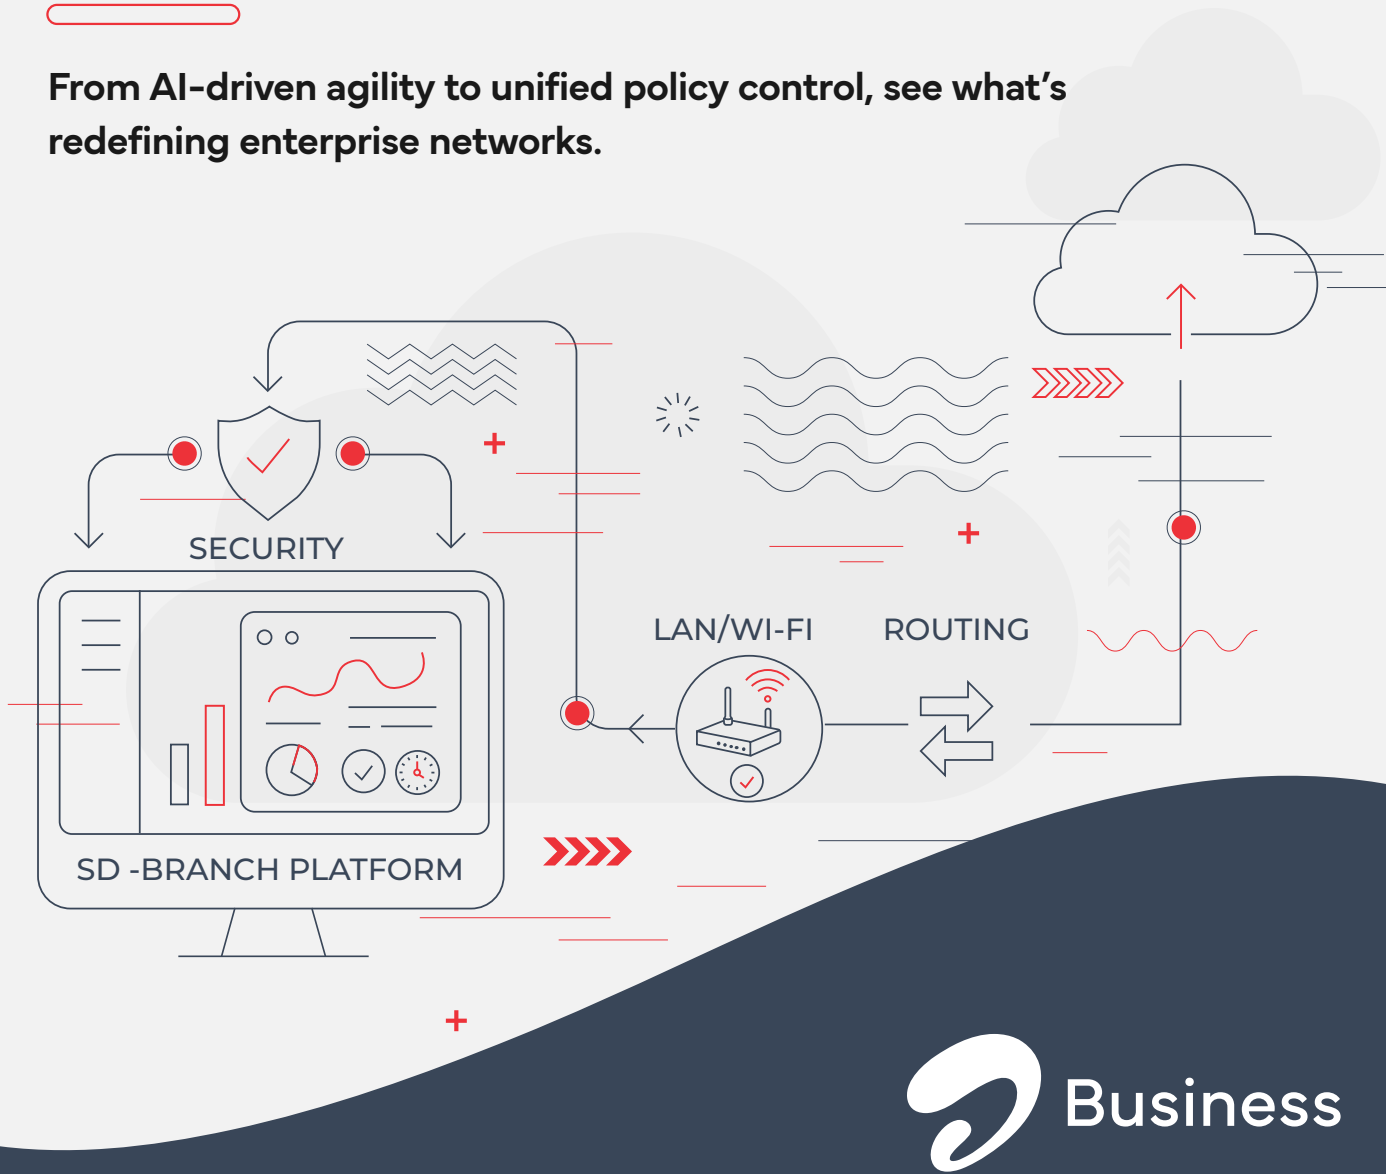 From AI-driven agility to unified policy control, see what's
redefining enterprise networks.
SECURITY
LAN/WI-FI
ROUTING
SD -BRANCH PLATFORM
Business